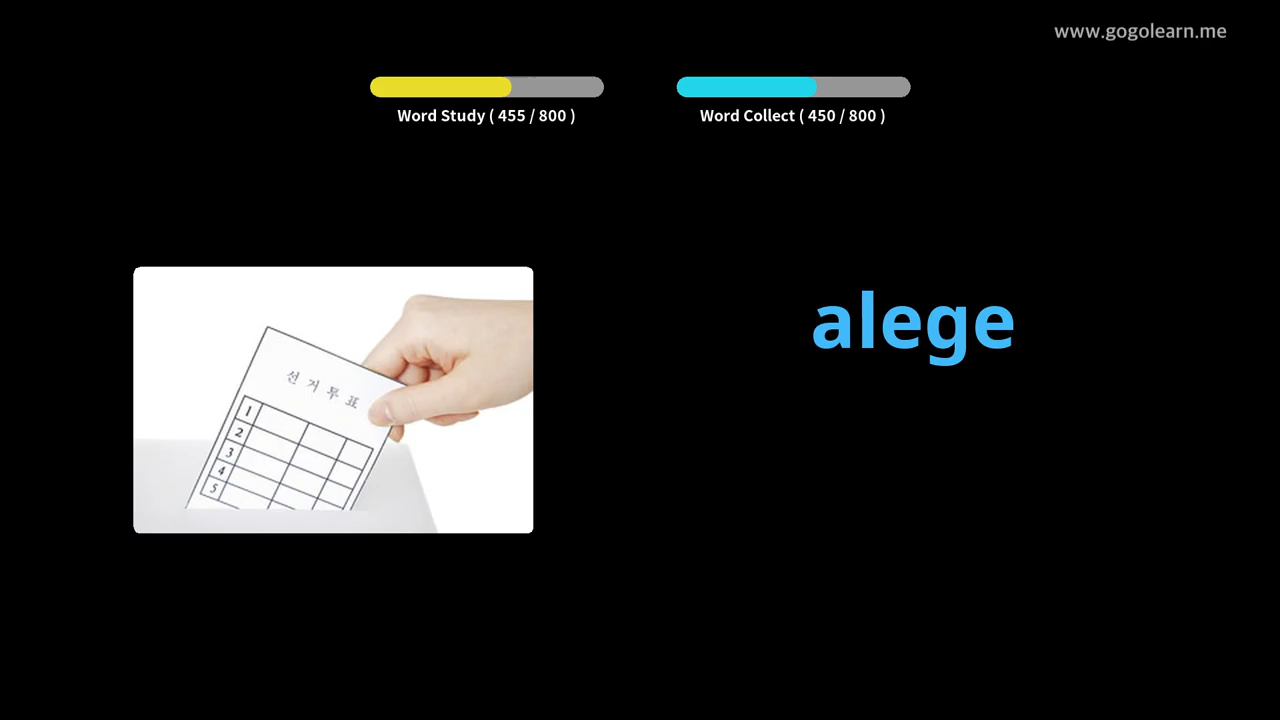 www.gogolearn.me
Word Study ( 455 / 800 )
Word Collect ( 450 / 800 )
alege
선 거 투 표
1
2
3
4
5